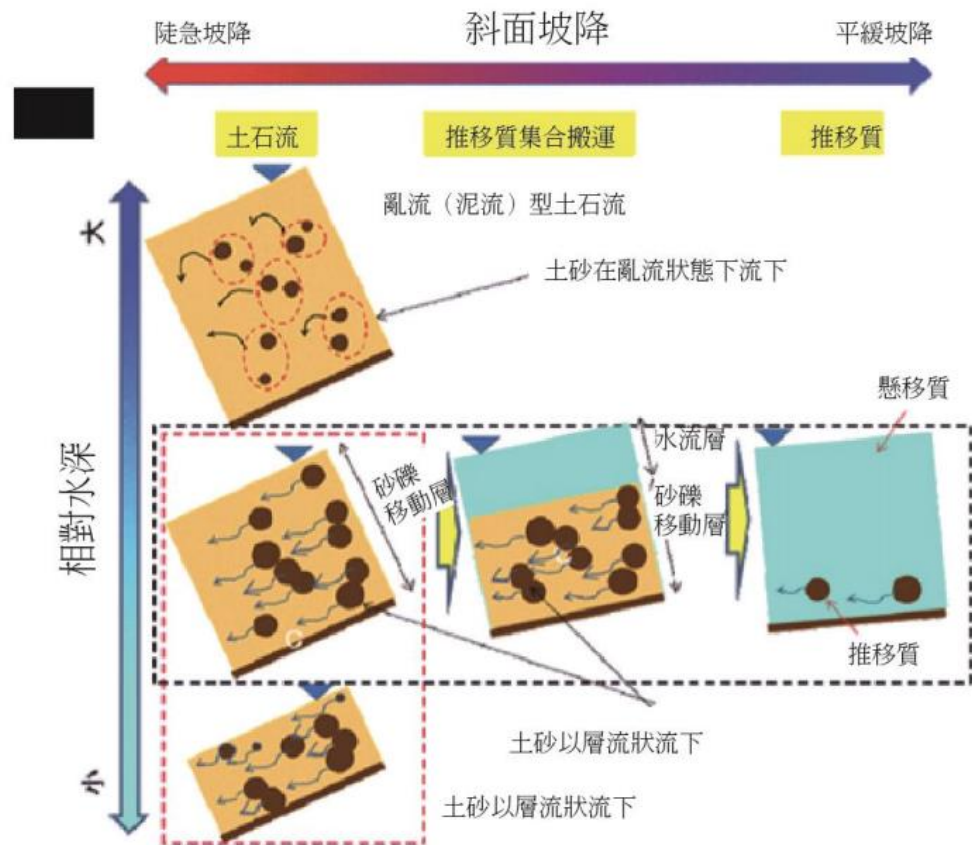 斜面坡降
陡急坡降
平緩坡降
土石流
推移質集合搬運
推移質
亂流（泥流）型土石流
大
土砂在亂流狀態下流下
懸移質
水流層
砂礫
移動層
砂礫
移動層
相對水深
推移質
土砂以層流狀流下
小
土砂以層流狀流下